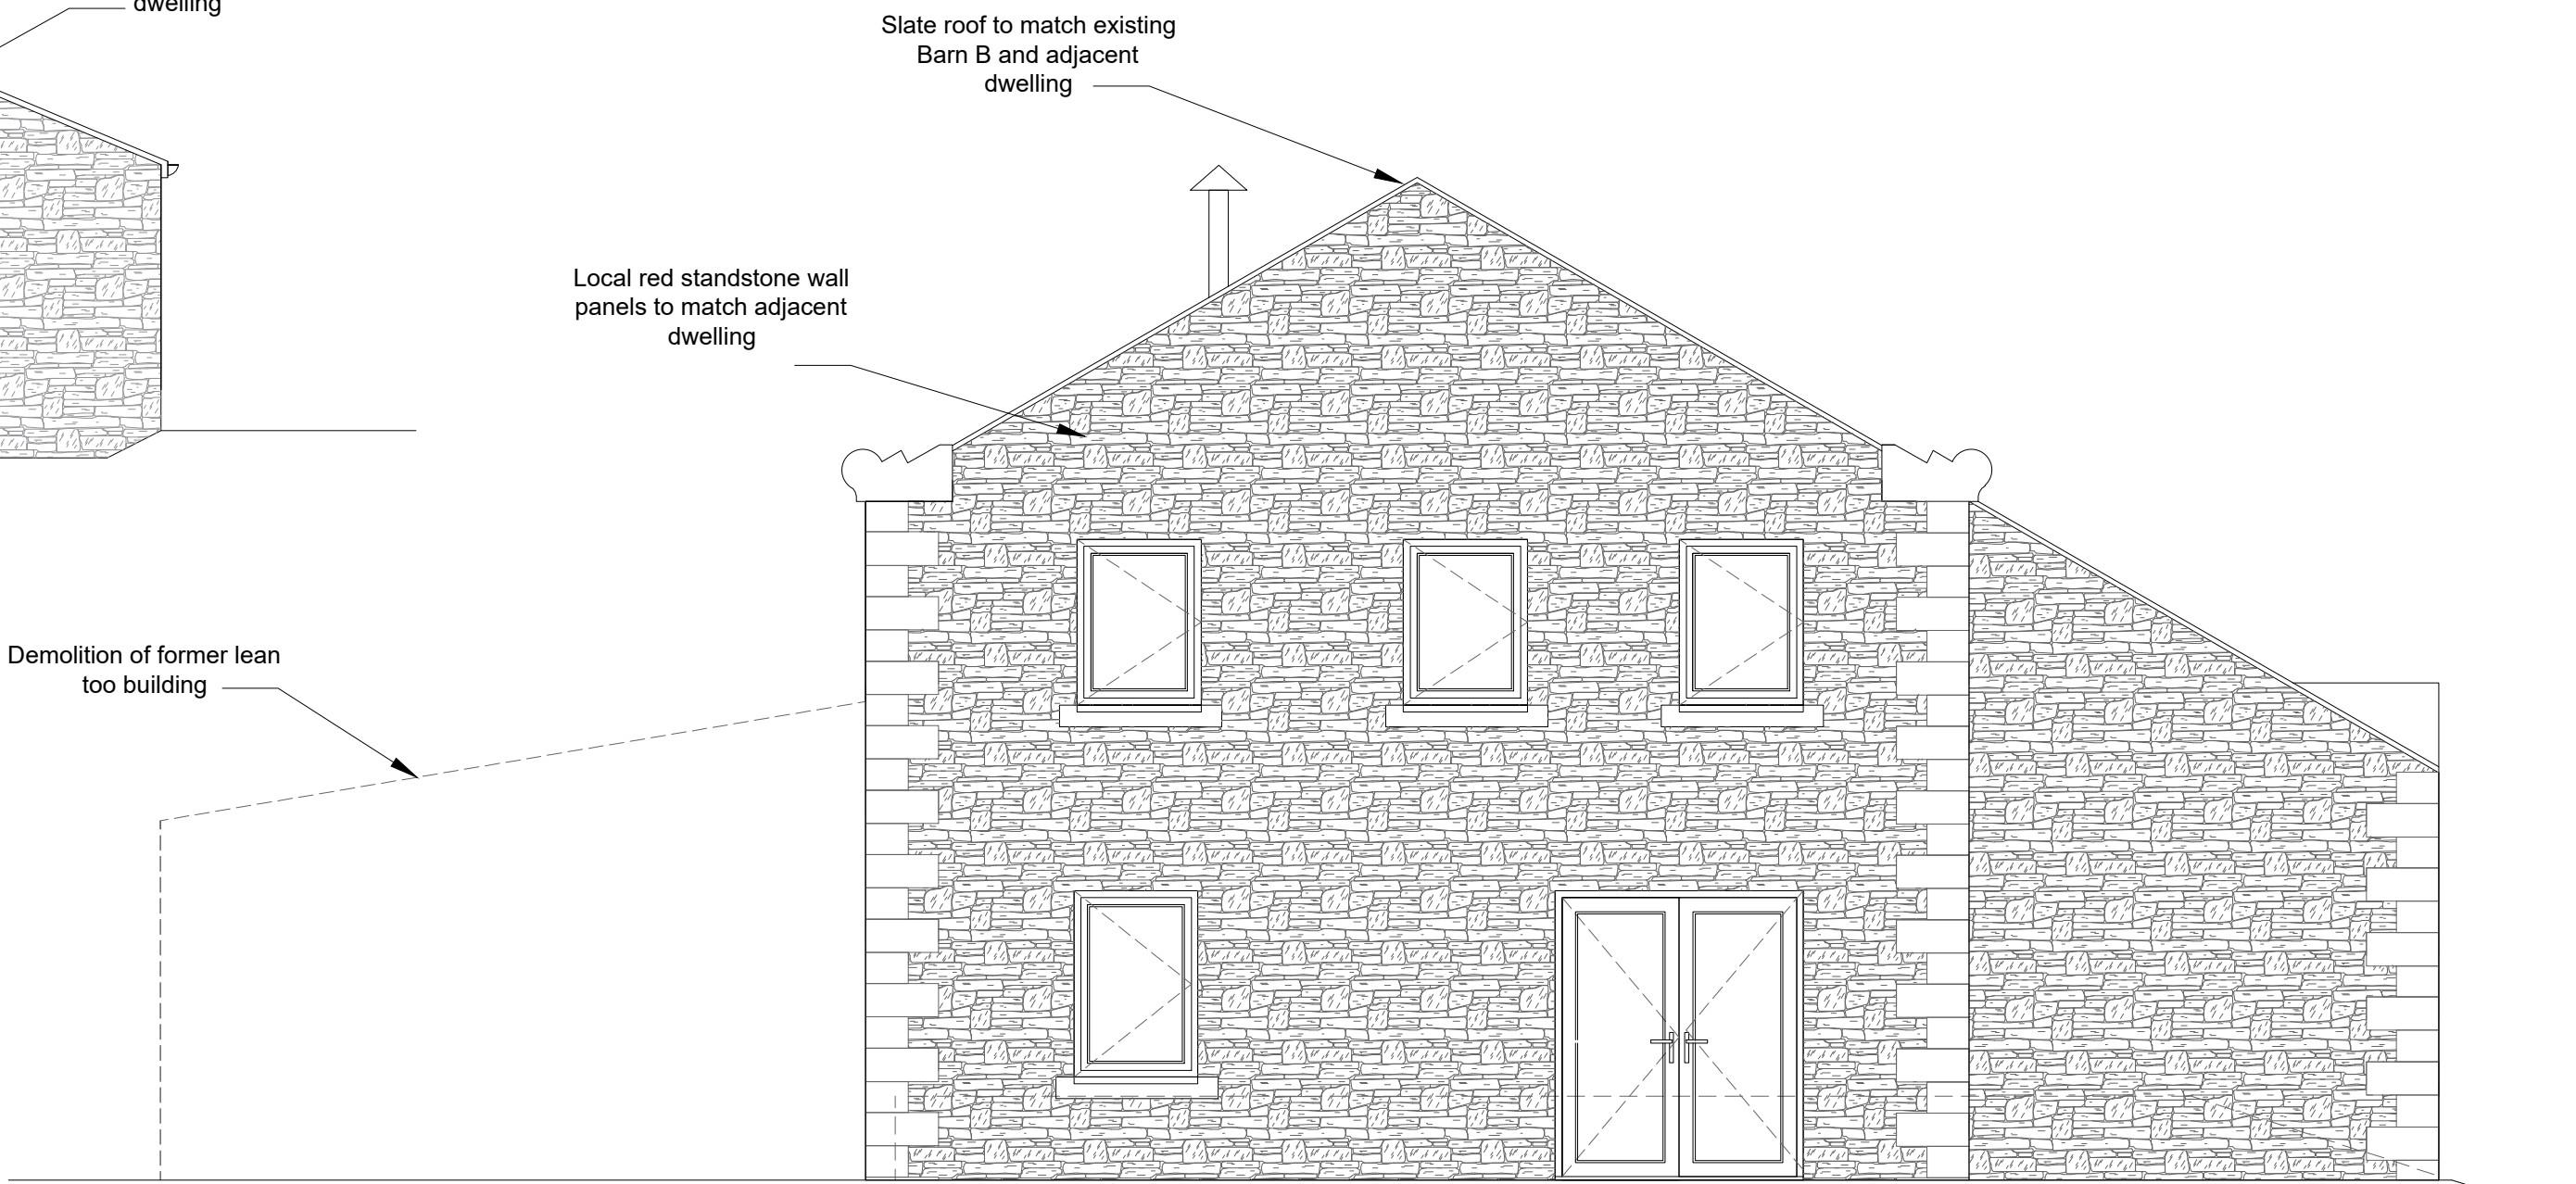 dwelling
Slate roof to match existing
Barn B and adjacent
dwelling
Local red standstone wall
panels to match adjacent
dwelling
Demolition of former lean
too building